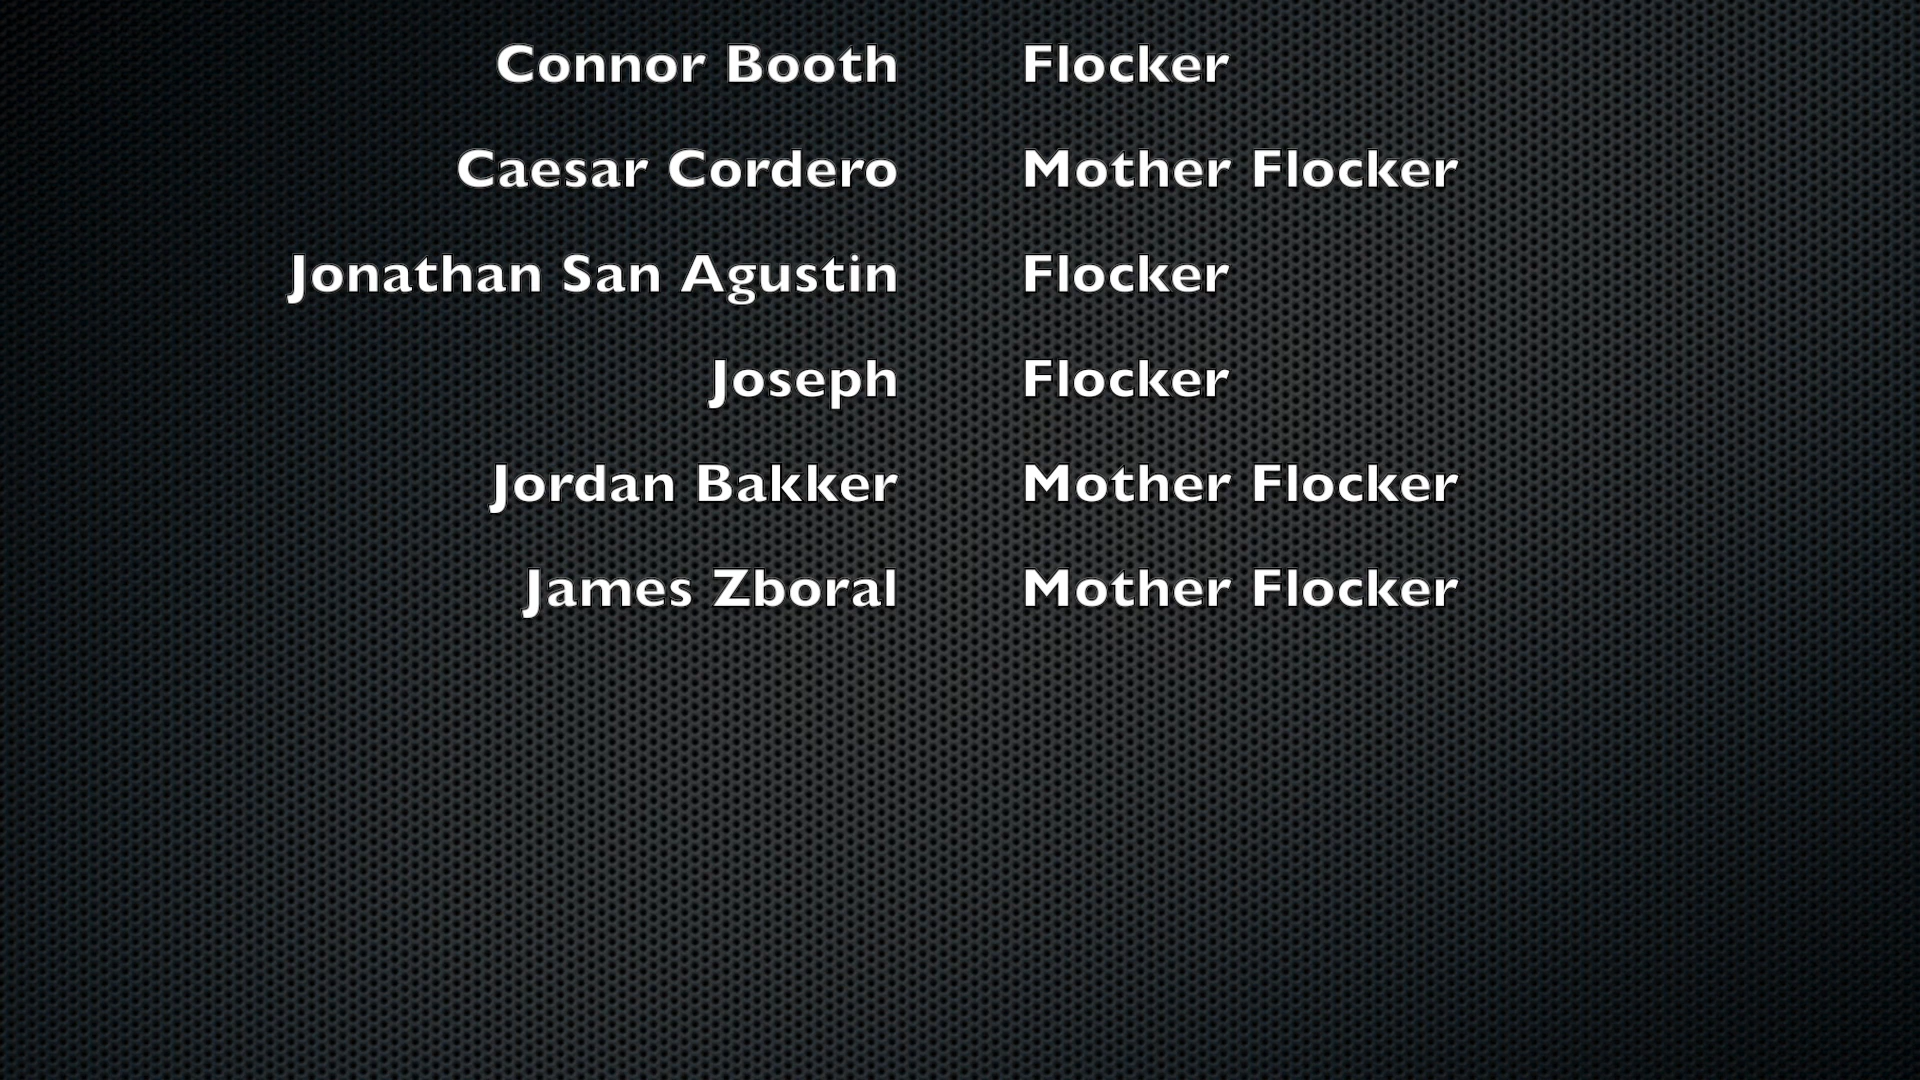 Connor Booth Flocker
Caesar Cordero Mother Flocker
Jonathan San Agustin Flocker
Joseph Flocker
Jordan Bakker Mother Flocker
James Zboral Mother Flocker